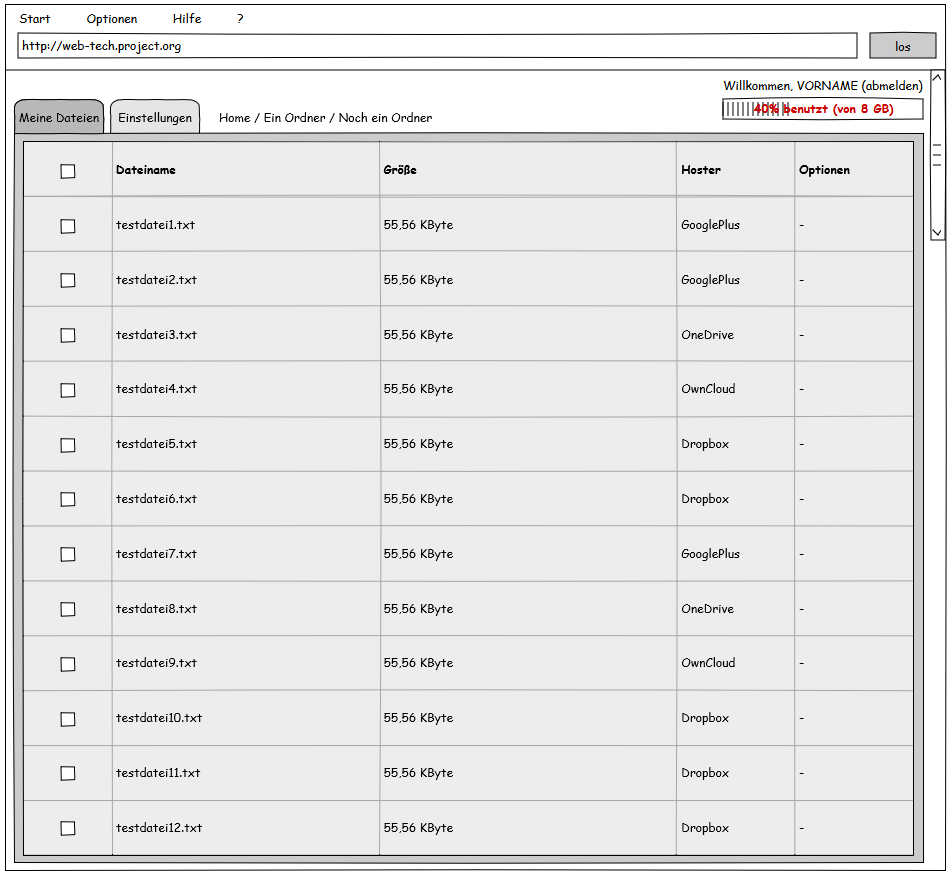 Start Optionen Hilfe ?
http://web-tech.project.org los
Willkommen, VORNAME (abmelden)
Meine Dateien Einstellungen Home / Ein Ordner / Noch ein Ordner 40% benutzt (von 8 GB)
Dateiname Größe Hoster Optionen
testdatei1.txt 55,56 KByte GooglePlus -
testdatei2.txt 55,56 KByte GooglePlus -
testdatei3.txt 55,56 KByte OneDrive -
testdatei4.txt 55,56 KByte OwnCloud -
testdatei5.txt 55,56 KByte Dropbox -
testdatei6.txt 55,56 KByte Dropbox -
testdatei7.txt 55,56 KByte GooglePlus -
testdatei8.txt 55,56 KByte OneDrive -
testdatei9.txt 55,56 KByte OwnCloud -
testdatei10.txt 55,56 KByte Dropbox -
testdatei11.txt 55,56 KByte Dropbox -
testdatei12.txt 55,56 KByte Dropbox -